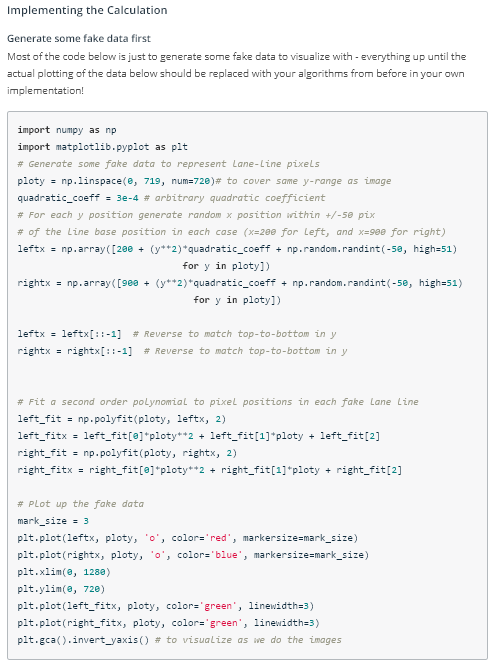 Implementing the Calculation
Generate some fake data first
Most of the code below is just to generate some fake data to visualize with - everything up until the
actual plotting of the data below should be replaced with your algorithms from before in your own
implementation!
import numpy as np
import matplotlib.pyplot as plt
# Generate some fake data to represent lane-line pixels
ploty = np.linspace(0, 719, num=720)# to cover same y-range as image
quadratic_coeff = 3e-4 # arbitrary quadratic coefficient
# For each y position generate random x position within +/-50 pix
# of the line base position in each case (x=200 for left, and x=900 for right)
leftx = np.array([200 + (y**2)*quadratic_coeff + np.random.randint(-50, high=51)
for y in ploty])
rightx = np.array([900 + (y**2)*quadratic_coeff + np.random.randint(-50, high=51)
for y in ploty])
leftx = leftx[::-1]  # Reverse to match top-to-bottom in y
rightx = rightx[::-1]  # Reverse to match top-to-bottom in y
# Fit a second order polynomial to pixel positions in each fake lane line
left_fit = np.polyfit(ploty, leftx, 2)
left_fitx = left_fit[0]*ploty**2 + left_fit[1]*ploty + left_fit[2]
right_fit = np.polyfit(ploty, rightx, 2)
right_fitx = right_fit[0]*ploty**2 + right_fit[1]*ploty + right_fit[2]
# Plot up the fake data
mark_size = 3
plt.plot(leftx, ploty, 'o', color='red', markersize=mark_size)
plt.plot(rightx, ploty, 'o', color='blue', markersize=mark_size)
plt.xlim(0, 1280)
plt.ylim(0, 720)
plt.plot(left_fitx, ploty, color='green', linewidth=3)
plt.plot(right_fitx, ploty, color='green', linewidth=3)
plt.gca().invert_yaxis() # to visualize as we do the images